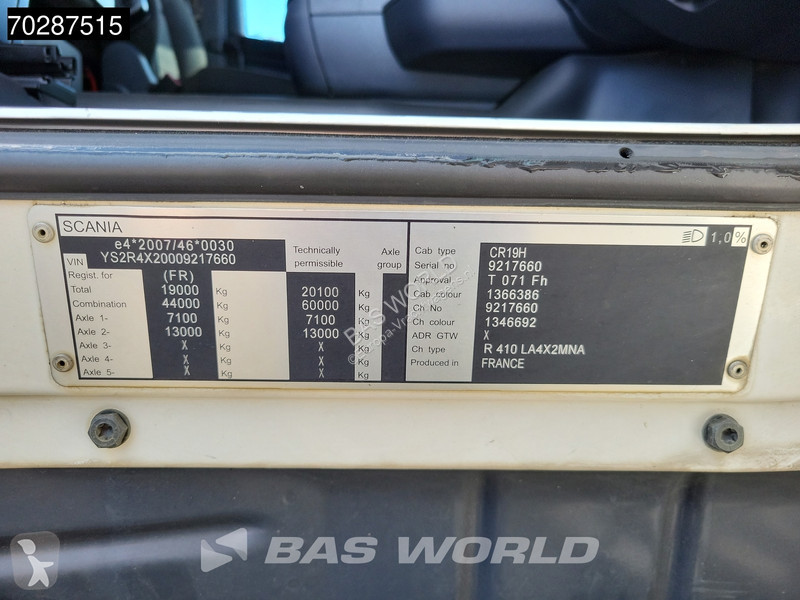 70287515
SCANIA
1,0%
e4*2007/46*0030
VIN YS2R4X20009217660
Technically permissible
Axle group
Regist. for (FR)
Total 19000 Kg 20100 Kg
Combination 44000 Kg 60000 Kg
Axle 1- 7100 Kg 7100 Kg
Axle 2- 13000 Kg 13000 Kg
Axle 3- X Kg X Kg
Axle 4- X Kg X Kg
Axle 5- X Kg X Kg
Cab type CR19H
Serial no 9217660
Approval T 071 Fh
Cab colour 1366386
Ch No 9217660
Ch colour 1346692
ADR GTW X
Ch type R 410 LA4X2MNA
Produced in FRANCE
BAS WORLD
BAS WORLD